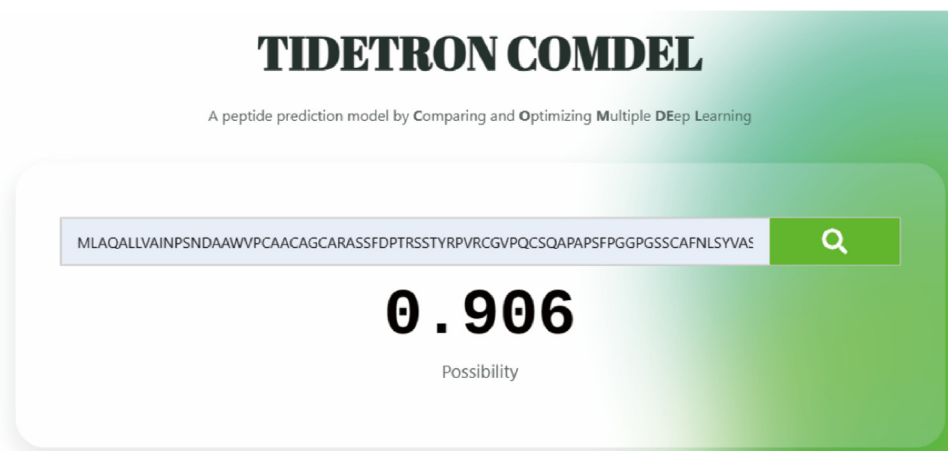 TIDETRON COMDEL
A peptide prediction model by Comparing and Optimizing Multiple DEep Learning
MLAQALLVAINPSNDAAWVPCAACAGCARASSFDPTRSSTYRPVRCGVPQCSQAPAPSFPGGPGSSCAFNLSYVAS
0.906
Possibility